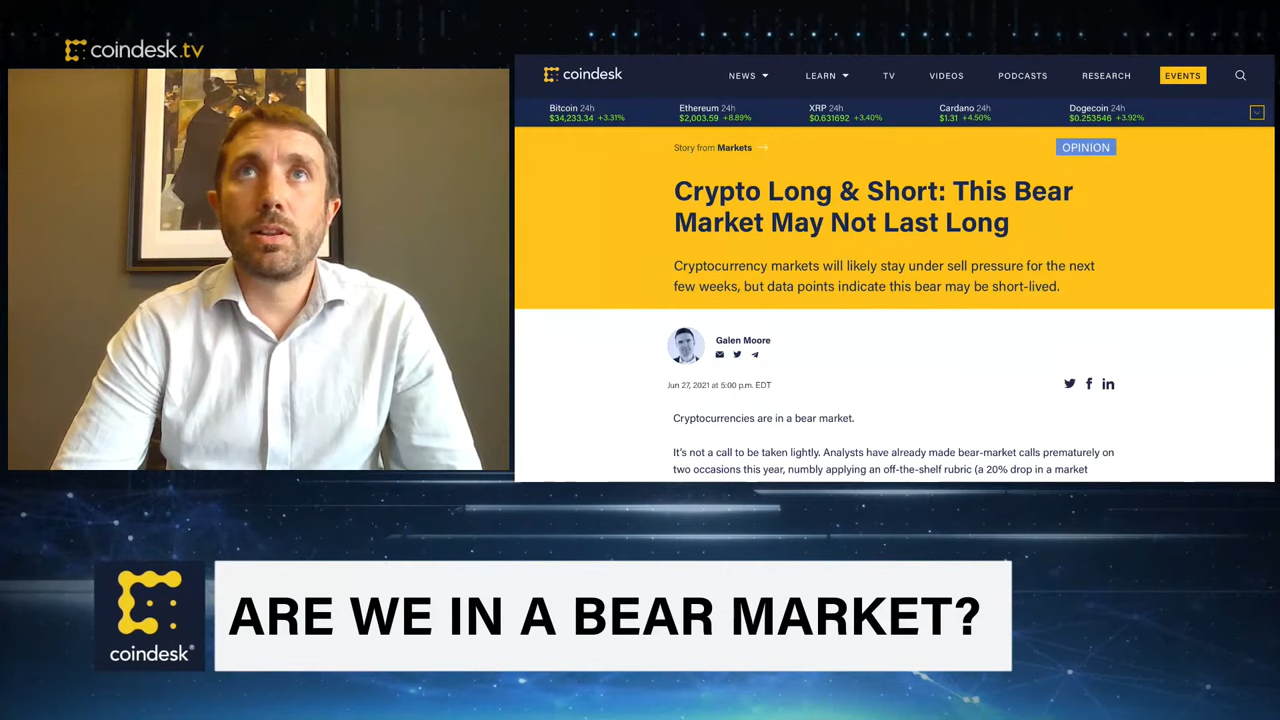 coindesk.tv
coindesk
NEWS LEARN TV VIDEOS PODCASTS RESEARCH EVENTS
Bitcoin 24h Ethereum 24h XRP 24h Cardano 24h Dogecoin 24h
$34,233.34 +3.31% $2,003.59 +8.89% $0.631692 +3.40% $1.31 +4.50% $0.253546 +3.92%
Story from Markets → OPINION
Crypto Long & Short: This Bear
Market May Not Last Long
Cryptocurrency markets will likely stay under sell pressure for the next
few weeks, but data points indicate this bear may be short-lived.
Galen Moore
Jun 27, 2021 at 5:00 p.m. EDT
Cryptocurrencies are in a bear market.
It's not a call to be taken lightly. Analysts have already made bear-market calls prematurely on
two occasions this year, numbly applying an off-the-shelf rubric (a 20% drop in a market
ARE WE IN A BEAR MARKET?
coindesk®